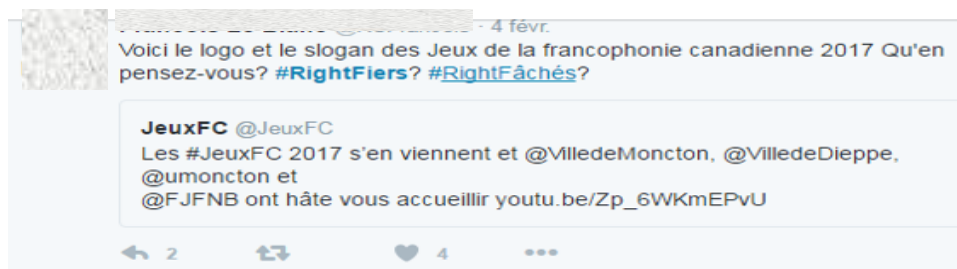 · 4 févr.
Voici le logo et le slogan des Jeux de la francophonie canadienne 2017 Qu'en
pensez-vous? #RightFiers? #RightFâchés?
JeuxFC @JeuxFC
Les #JeuxFC 2017 s'en viennent et @VilledeMoncton, @VilledeDieppe,
@umoncton et
@FJFNB ont hâte vous accueillir youtu.be/Zp_6WKmEPvU
2 4